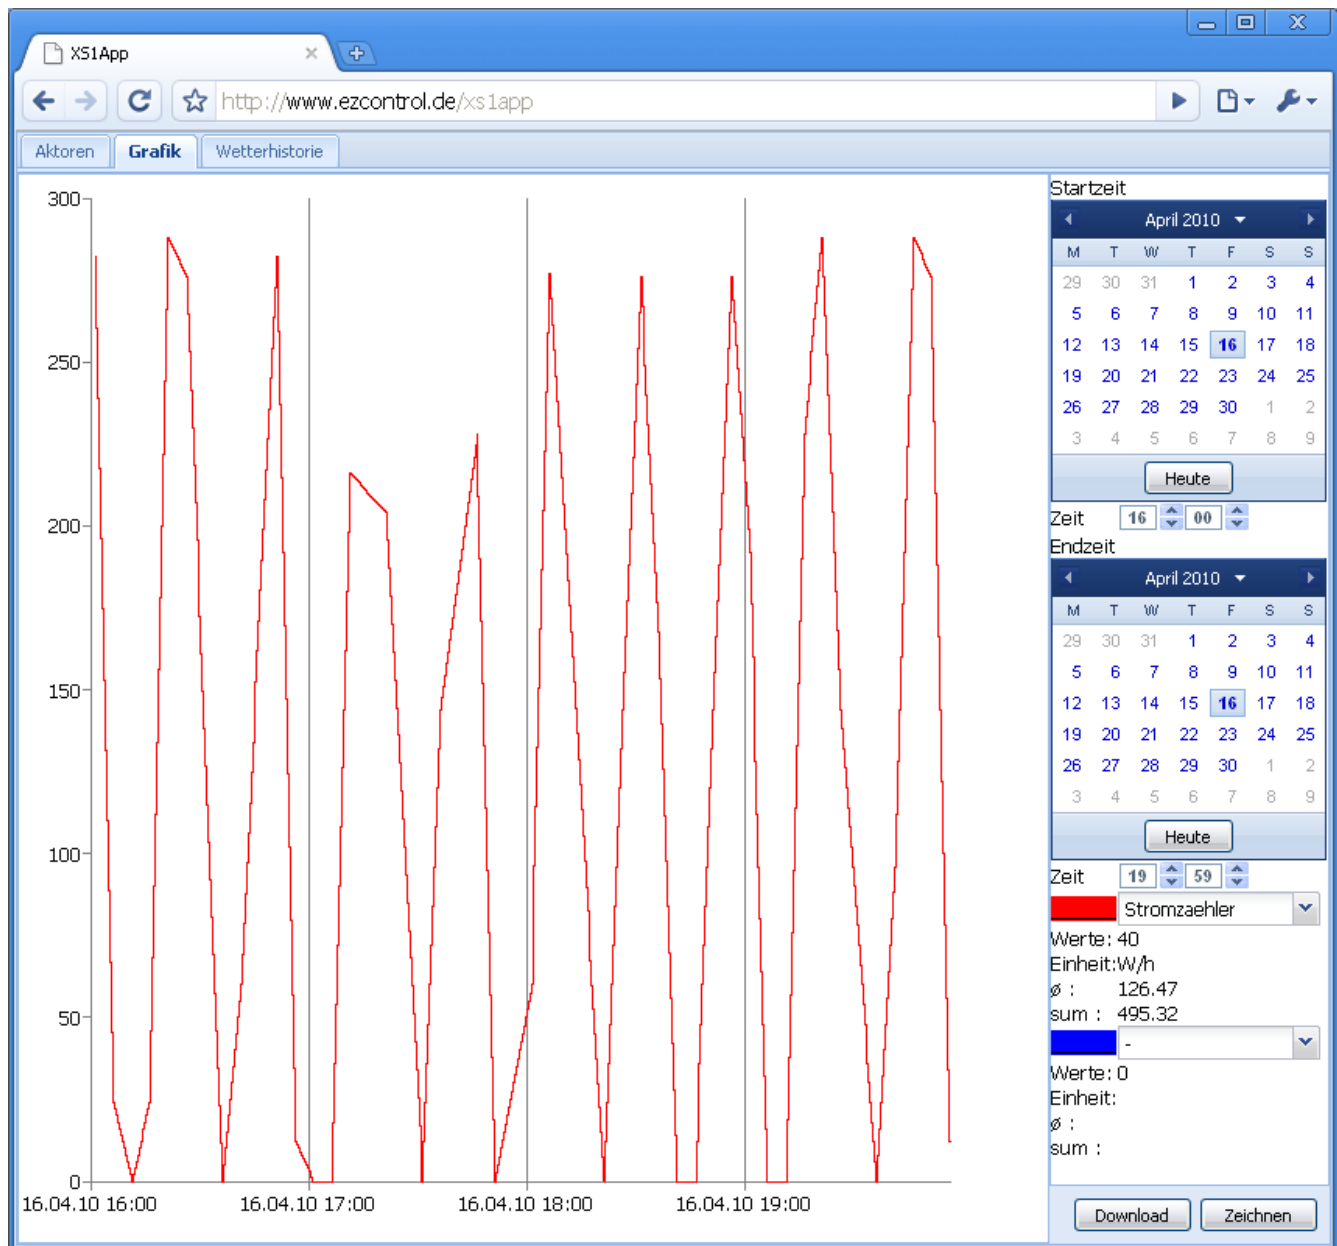 XS1App
http://www.ezcontrol.de/xs1app
Aktoren Grafik Wetterhistorie
300
250
200
150
100
50
0
16.04.10 16:00 16.04.10 17:00 16.04.10 18:00 16.04.10 19:00
Startzeit
April 2010
M T W T F S S
29 30 31 1 2 3 4
5 6 7 8 9 10 11
12 13 14 15 16 17 18
19 20 21 22 23 24 25
26 27 28 29 30 1 2
3 4 5 6 7 8 9
Heute
Zeit 16 00
Endzeit
April 2010
M T W T F S S
29 30 31 1 2 3 4
5 6 7 8 9 10 11
12 13 14 15 16 17 18
19 20 21 22 23 24 25
26 27 28 29 30 1 2
3 4 5 6 7 8 9
Heute
Zeit 19 59
Stromzaehler
Werte: 40
Einheit:W/h
ø : 126.47
sum : 495.32
-
Werte: 0
Einheit:
ø :
sum :
Download Zeichnen